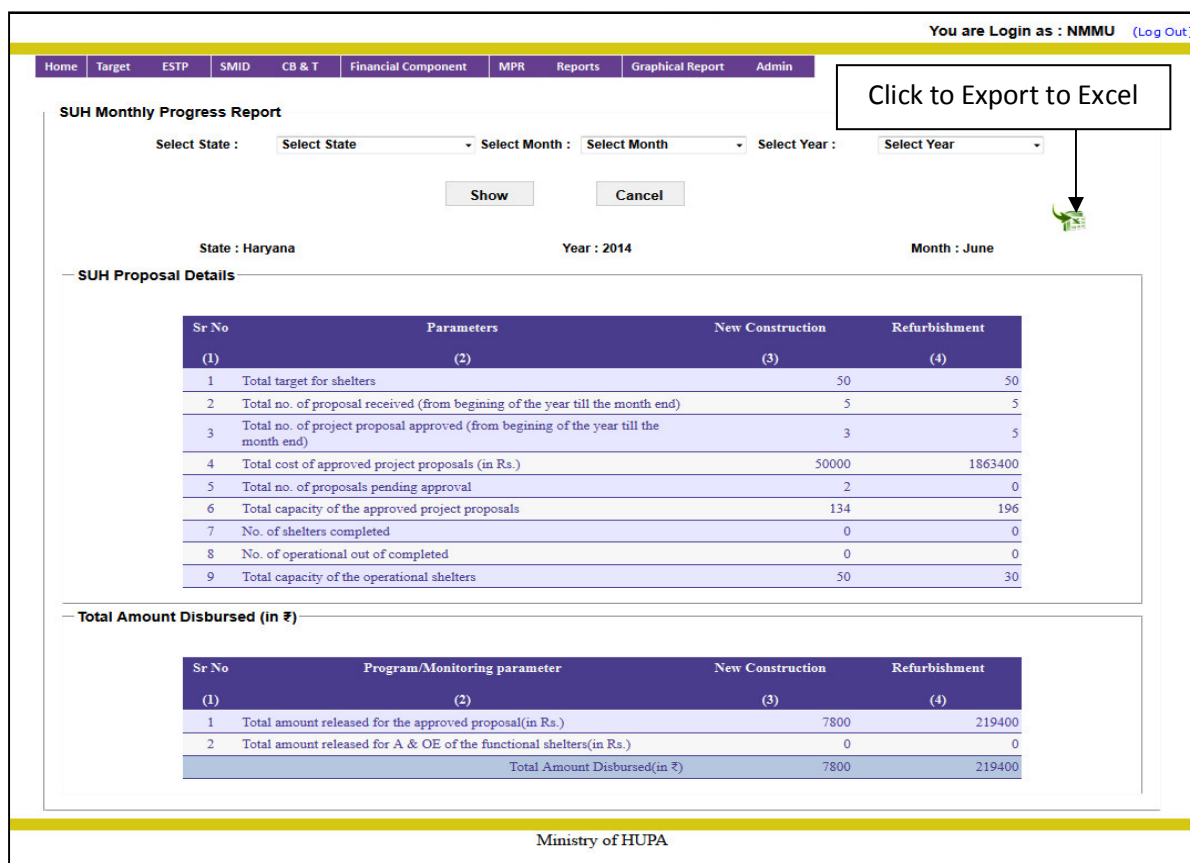 You are Login as : NMMU (Log Out)
Home Target ESTP SMID CB & T Financial Component MPR Reports Graphical Report Admin
Click to Export to Excel
SUH Monthly Progress Report
Select State : Select State Select Month : Select Month Select Year : Select Year
Show Cancel
State : Haryana Year : 2014 Month : June
SUH Proposal Details
Sr No Parameters New Construction Refurbishment
(1) (2) (3) (4)
1 Total target for shelters 50 50
2 Total no. of proposal received (from begining of the year till the month end) 5 5
3 Total no. of project proposal approved (from begining of the year till the
month end) 3 5
4 Total cost of approved project proposals (in Rs.) 50000 1863400
5 Total no. of proposals pending approval 2 0
6 Total capacity of the approved project proposals 134 196
7 No. of shelters completed 0 0
8 No. of operational out of completed 0 0
9 Total capacity of the operational shelters 50 30
Total Amount Disbursed (in ₹)
Sr No Program/Monitoring parameter New Construction Refurbishment
(1) (2) (3) (4)
1 Total amount released for the approved proposal(in Rs.) 7800 219400
2 Total amount released for A & OE of the functional shelters(in Rs.) 0 0
Total Amount Disbursed(in ₹) 7800 219400
Ministry of HUPA